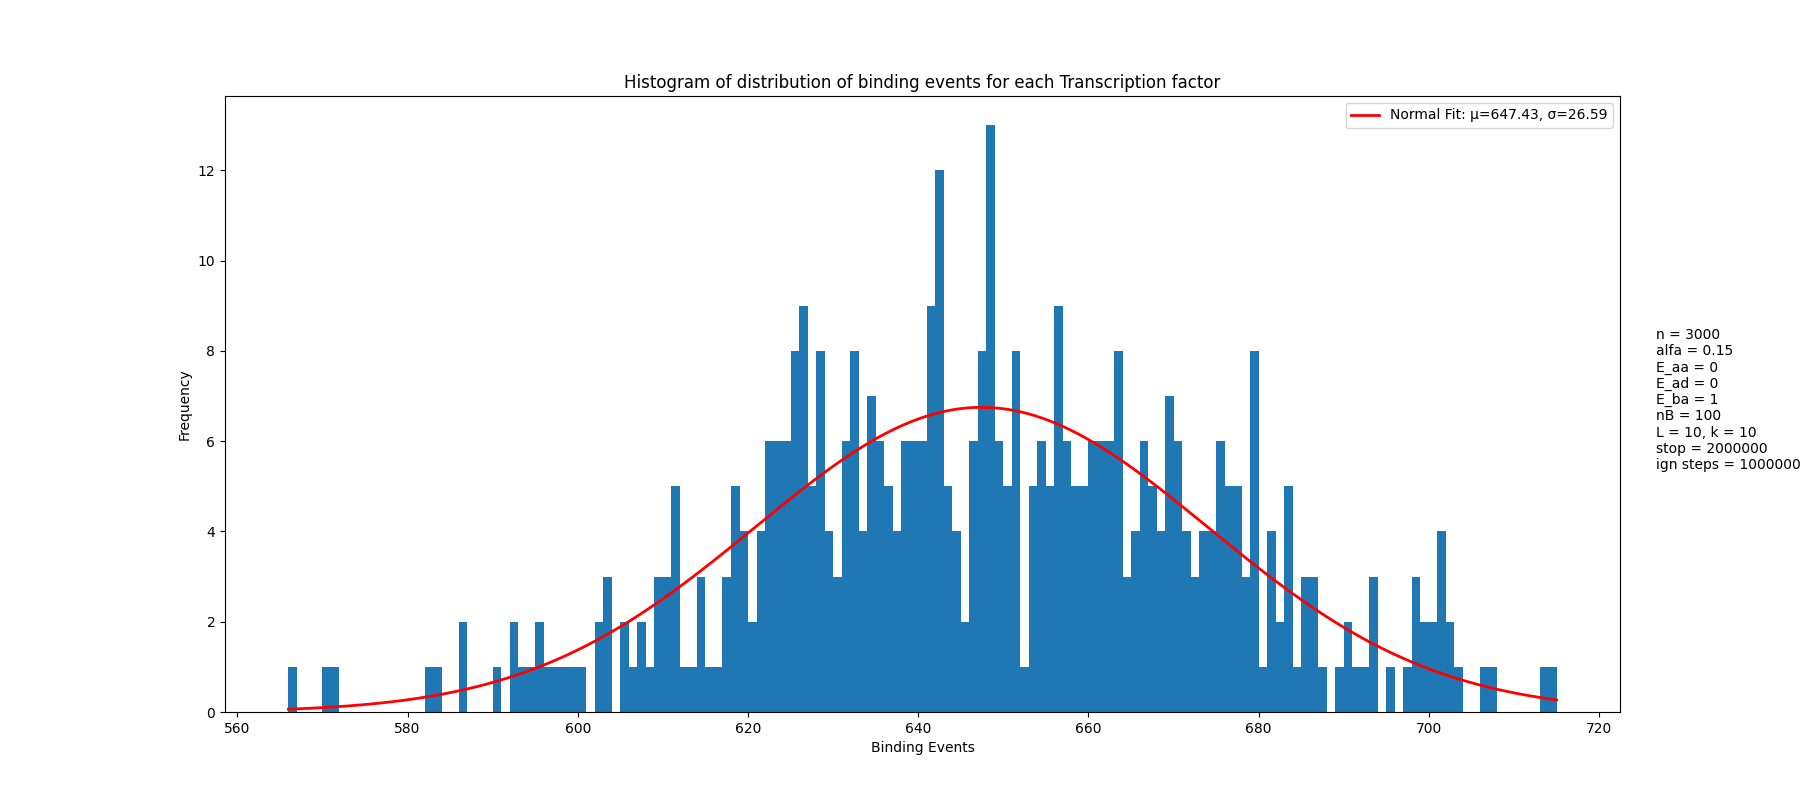 Histogram of distribution of binding events for each Transcription factor
Normal Fit: μ=647.43, σ=26.59
12
10
8
6
4
2
0
Frequency
560 580 600 620 640 660 680 700 720
Binding Events
n = 3000
alfa = 0.15
E_aa = 0
E_ad = 0
E_ba = 1
nB = 100
L = 10, k = 10
stop = 2000000
ign steps = 1000000